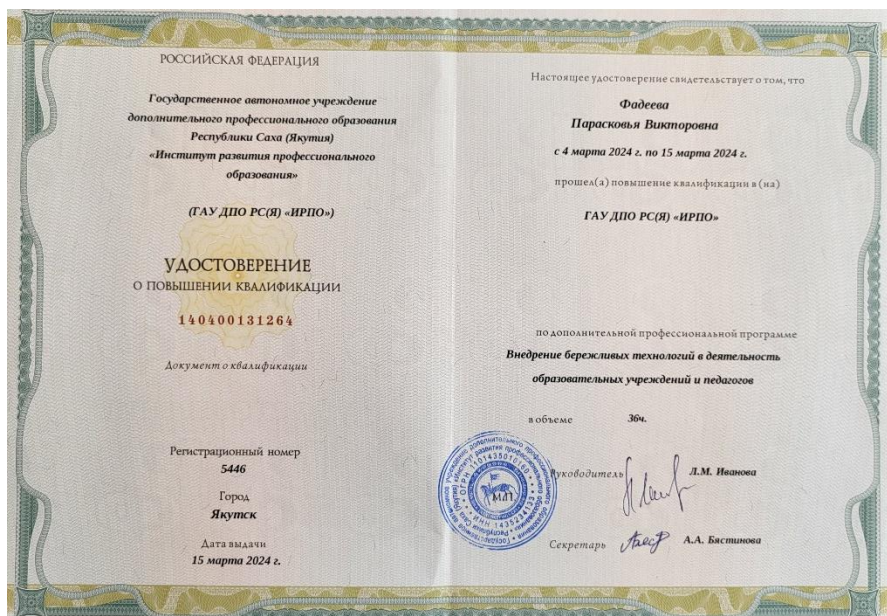 РОССИЙСКАЯ ФЕДЕРАЦИЯ
Государственное автономное учреждение
дополнительного профессионального образования
Республики Саха (Якутия)
«Институт развития профессионального
образования»
(ГАУ ДПО РС(Я) «ИРПО»)
УДОСТОВЕРЕНИЕ
О ПОВЫШЕНИИ КВАЛИФИКАЦИИ
140400131264
Документ о квалификации
Регистрационный номер
5446
Город
Якутск
Дата выдачи
15 марта 2024 г.
Настоящее удостоверение свидетельствует о том, что
Фадеева
Парасковья Викторовна
с 4 марта 2024 г. по 15 марта 2024 г.
прошел(а) повышение квалификации в (на)
ГАУ ДПО РС(Я) «ИРПО»
по дополнительной профессиональной программе
Внедрение бережливых технологий в деятельность
образовательных учреждений и педагогов
в объеме 36ч.
Руководитель Л.М. Иванова
М.П.
Секретарь А.А. Бястинова